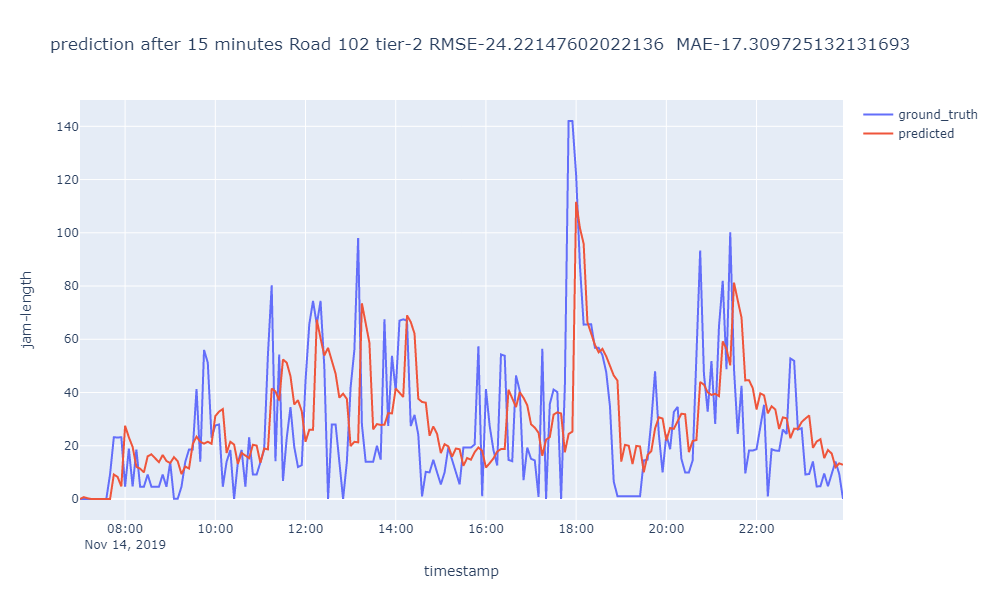 prediction after 15 minutes Road 102 tier-2 RMSE-24.22147602022136  MAE-17.309725132131693
ground_truth
predicted
140
120
100
80
60
40
20
0
jam-length
08:00 10:00 12:00 14:00 16:00 18:00 20:00 22:00
Nov 14, 2019
timestamp